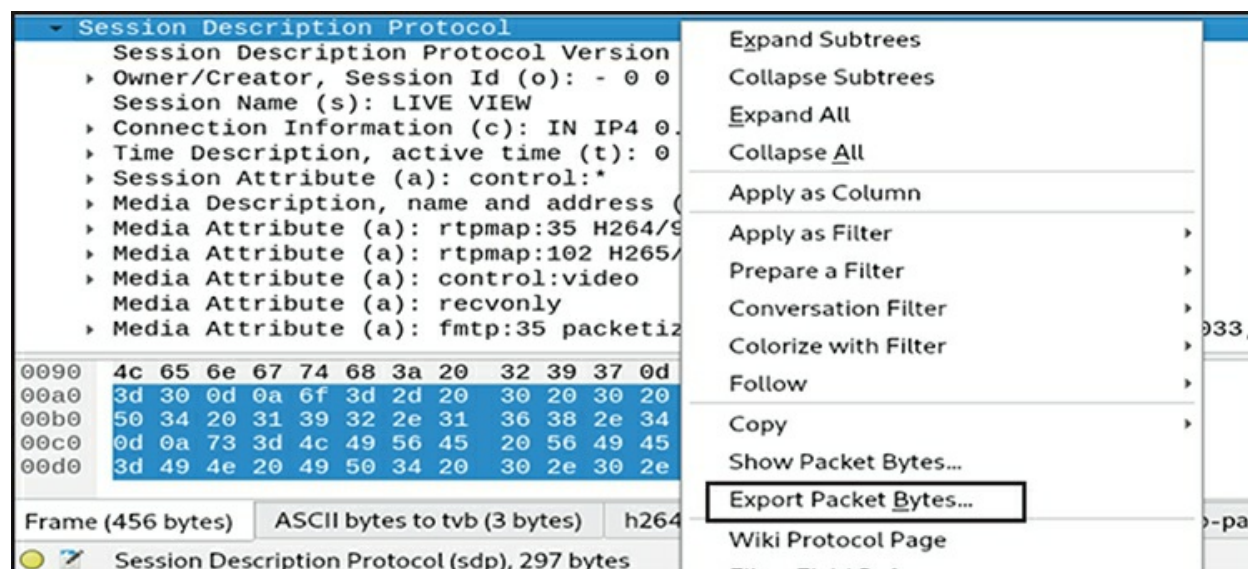 Session Description Protocol
Session Description Protocol Version
Owner/Creator, Session Id (o): - 0 0
Session Name (s): LIVE VIEW
Connection Information (c): IN IP4 0.
Time Description, active time (t): 0
Session Attribute (a): control:*
Media Description, name and address (
Media Attribute (a): rtpmap:35 H264/9
Media Attribute (a): rtpmap:102 H265/
Media Attribute (a): control:video
Media Attribute (a): recvonly
Media Attribute (a): fmtp:35 packetiz
033,
0090 4c 65 6e 67 74 68 3a 20 32 39 37 0d
00a0 3d 30 0d 0a 6f 3d 2d 20 30 20 30 20
00b0 50 34 20 31 39 32 2e 31 36 38 2e 34
00c0 0d 0a 73 3d 4c 49 56 45 20 56 49 45
00d0 3d 49 4e 20 49 50 34 20 30 2e 30 2e
Frame (456 bytes) ASCII bytes to tvb (3 bytes) h264
-pa
Session Description Protocol (sdp), 297 bytes
Expand Subtrees
Collapse Subtrees
Expand All
Collapse All
Apply as Column
Apply as Filter
Prepare a Filter
Conversation Filter
Colorize with Filter
Follow
Copy
Show Packet Bytes...
Export Packet Bytes...
Wiki Protocol Page